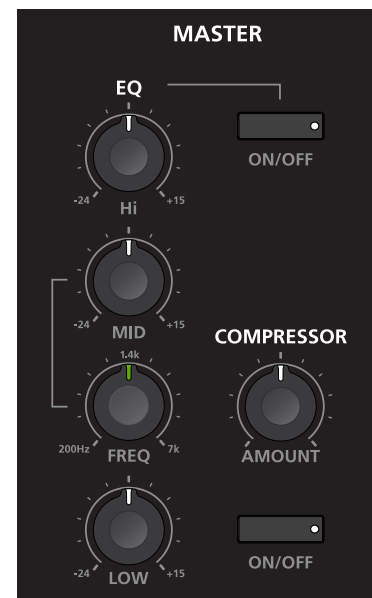 MASTER
EQ
ON/OFF
-24 Hi +15
-24 MID +15
COMPRESSOR
1.4k
200Hz FREQ 7k
AMOUNT
ON/OFF
-24 LOW +15